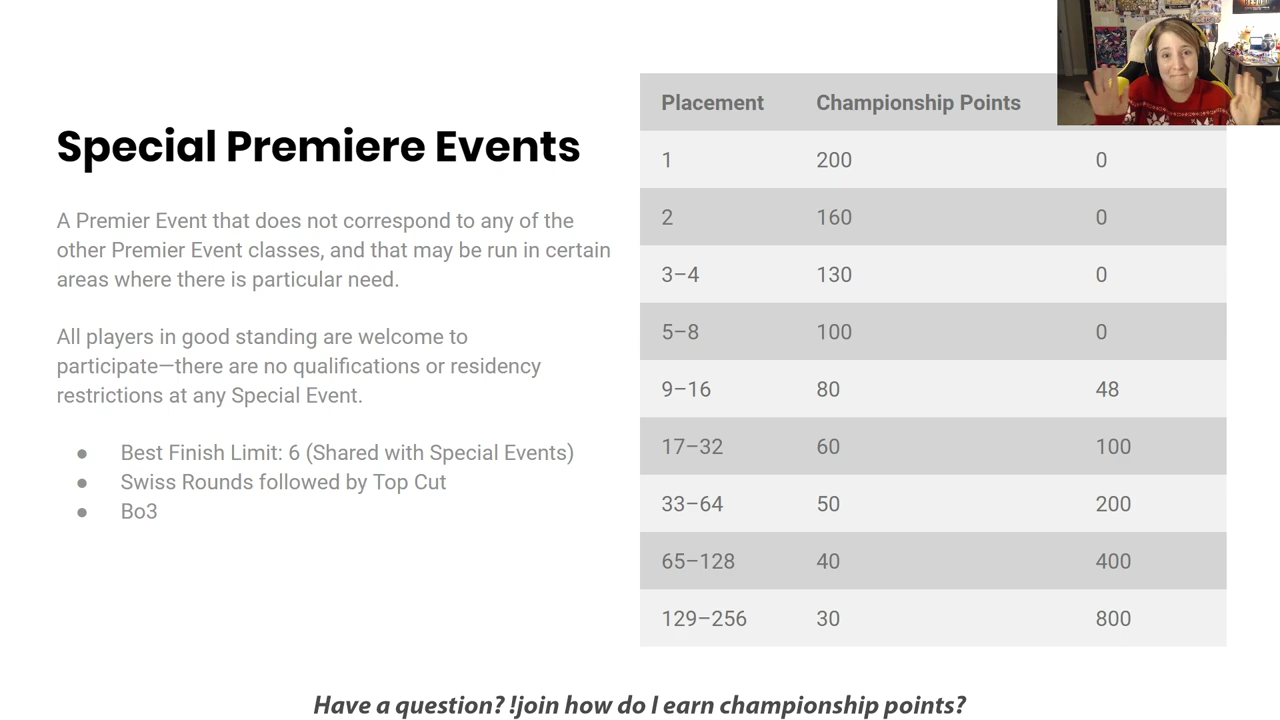 Special Premiere Events
A Premier Event that does not correspond to any of the
other Premier Event classes, and that may be run in certain
areas where there is particular need.
All players in good standing are welcome to
participate—there are no qualifications or residency
restrictions at any Special Event.
● Best Finish Limit: 6 (Shared with Special Events)
● Swiss Rounds followed by Top Cut
● Bo3
Placement Championship Points
1 200 0
2 160 0
3–4 130 0
5–8 100 0
9–16 80 48
17–32 60 100
33–64 50 200
65–128 40 400
129–256 30 800
Have a question? !join how do I earn championship points?